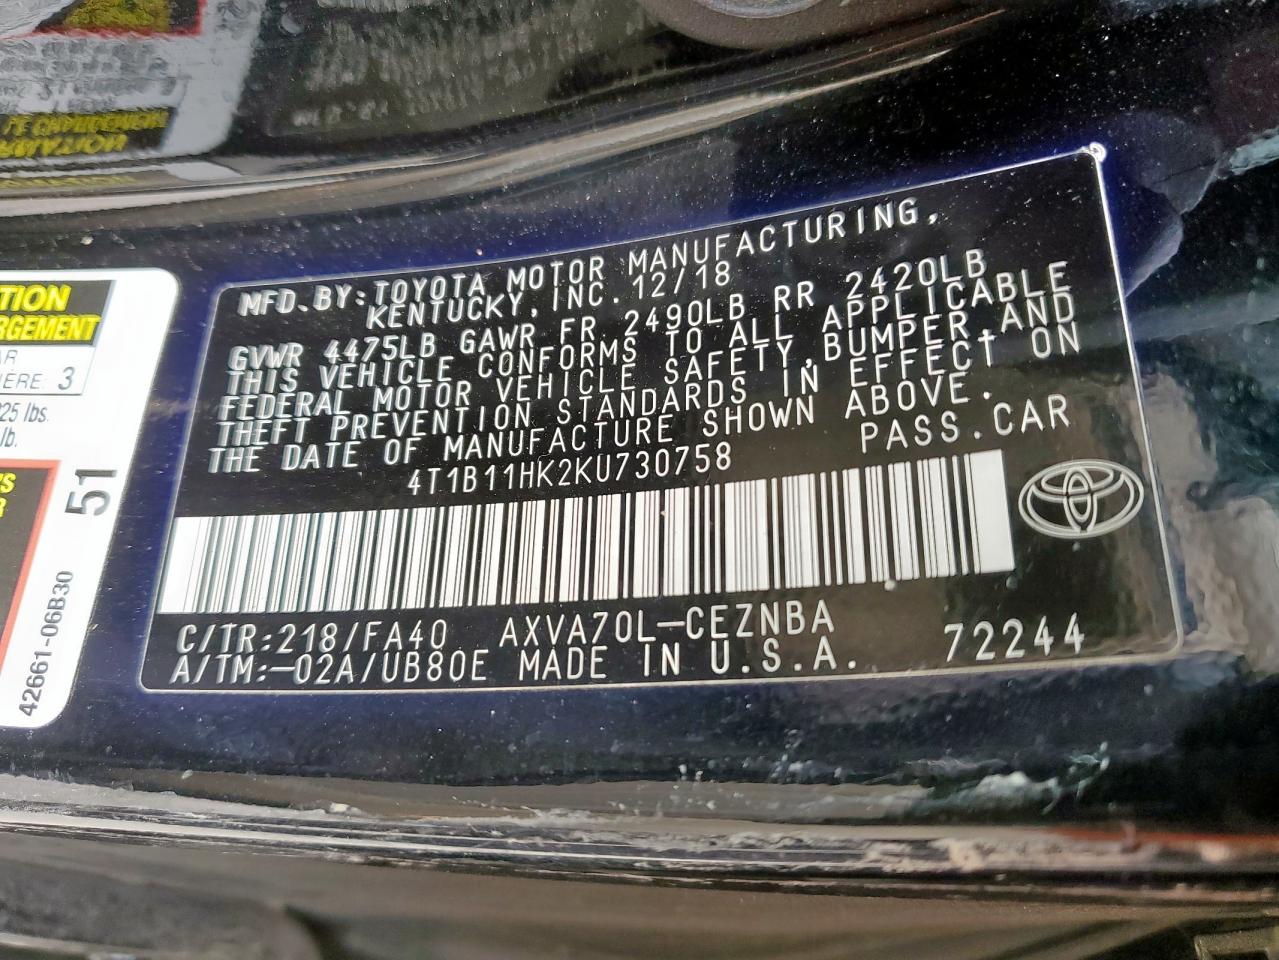 MFD.BY:TOYOTA MOTOR MANUFACTURING,
KENTUCKY,INC. 12/18
GVWR 4475LB GAWR FR 2490LB RR 2420LB
THIS VEHICLE CONFORMS TO ALL APPLICABLE
FEDERAL MOTOR VEHICLE SAFETY,BUMPER,AND
THEFT PREVENTION STANDARDS IN EFFECT ON
THE DATE OF MANUFACTURE SHOWN ABOVE.
4T1B11HK2KU730758 PASS.CAR
C/TR:218/FA40 AXVA70L-CEZNBA
A/TM:-02A/UB80E MADE IN U.S.A. 72244
3
lbs.
lb.
51
42661-06B30